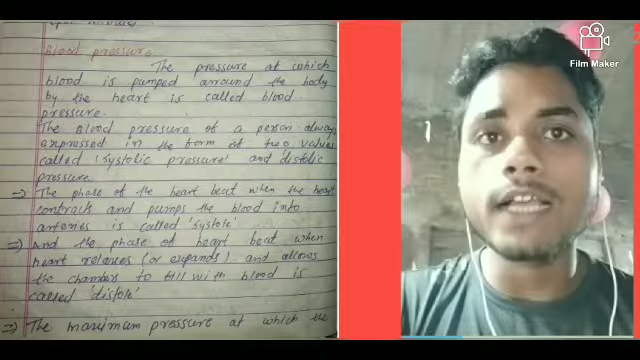 Blood pressure.
The pressure at which
blood is pumped arround the body
by the heart is called blood
pressure.
The Blood pressure of a person always
expressed in the form of two values
called 'systolic pressure' and distolic
pressure.
⇒ The phase of the heart beat when the heart
contracts and pumps the blood into
arteries is called 'systole'
⇒ And the phase of heart beat when
heart relaxes (or expands) and allows
the chambers to fill with blood is
called 'distole'
⇒ The maximum pressure at which the
Film Maker